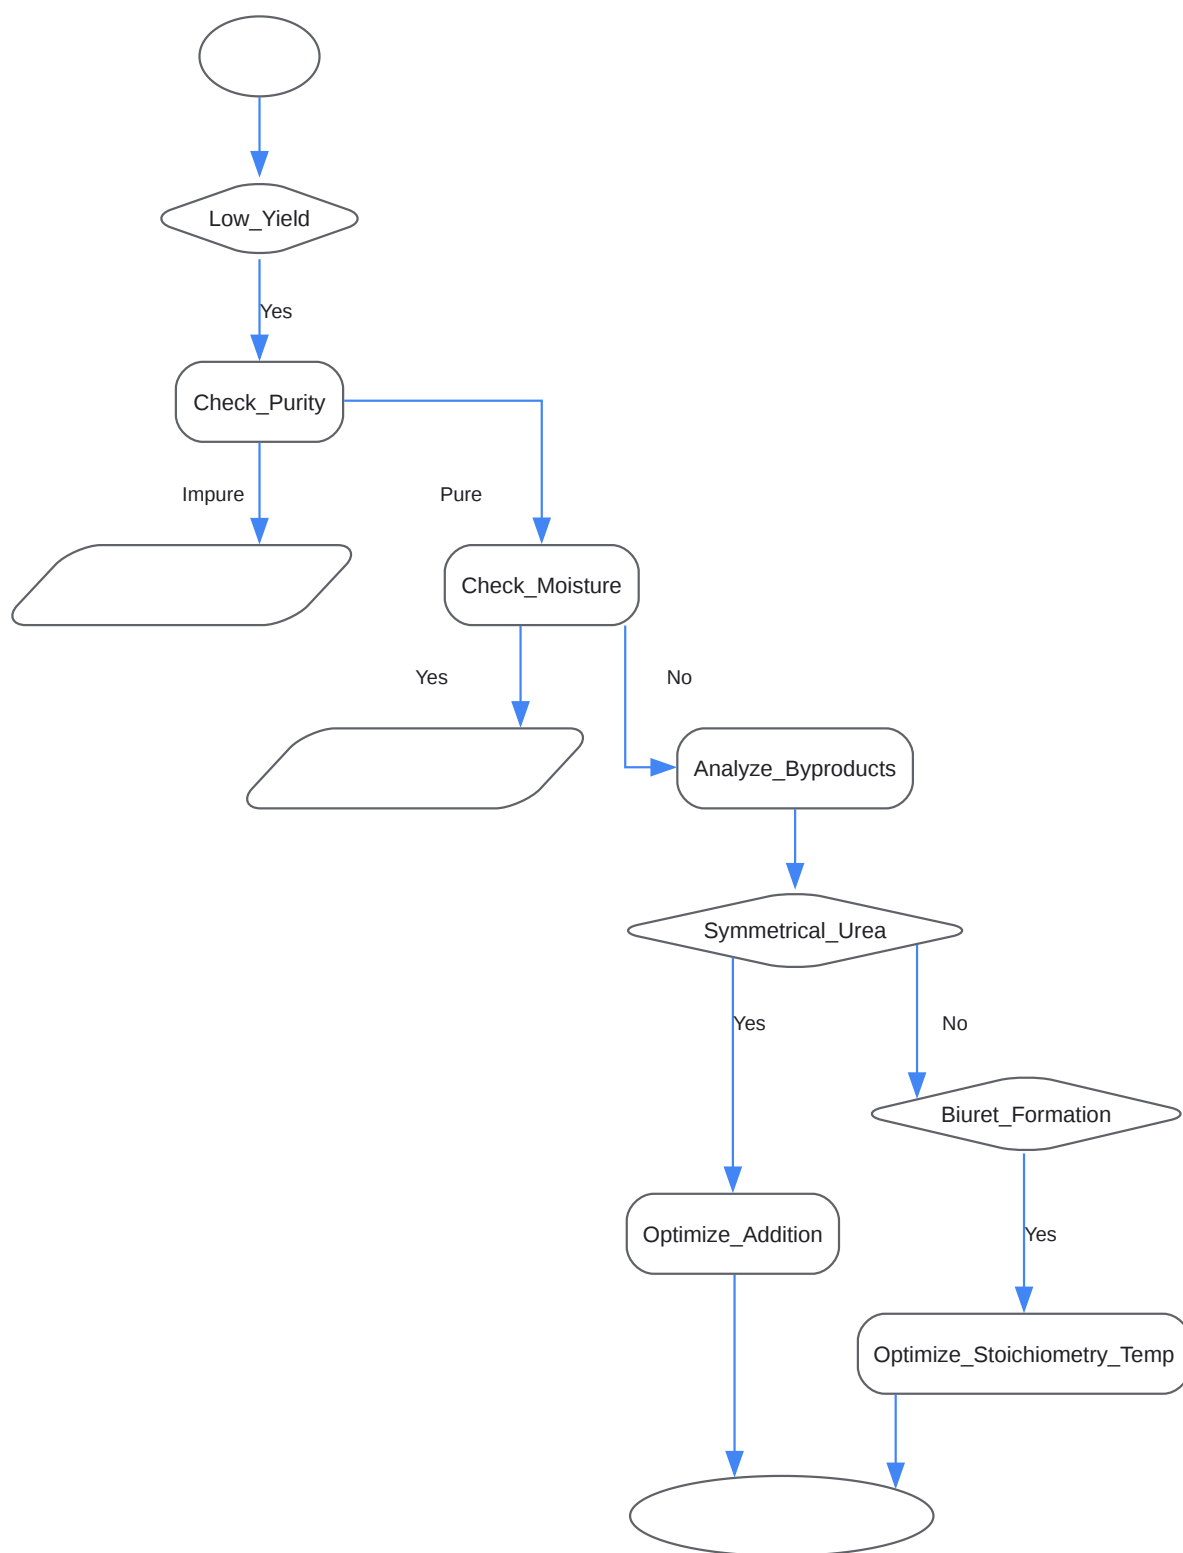 Low_Yield
Yes
Check_Purity
Impure
Pure
Check_Moisture
Yes
No
Analyze_Byproducts
Symmetrical_Urea
Yes
No
Biuret_Formation
Optimize_Addition
Yes
Optimize_Stoichiometry_Temp